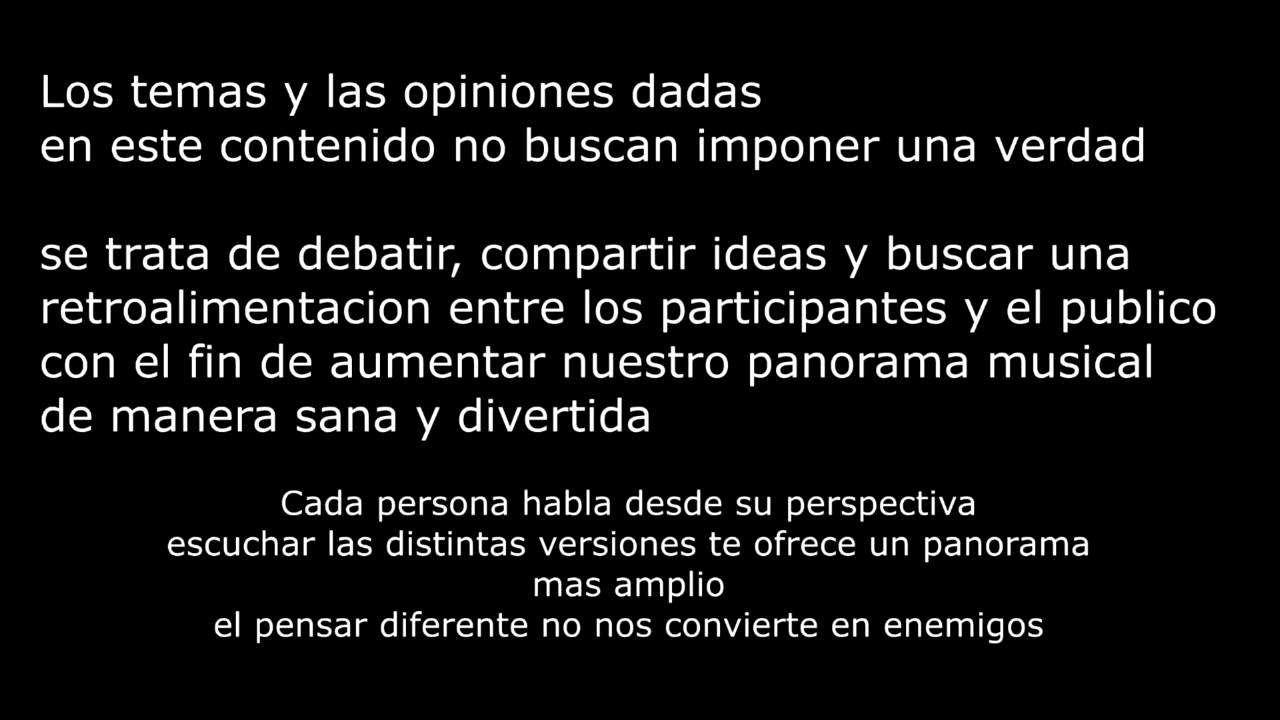 Los temas y las opiniones dadas
en este contenido no buscan imponer una verdad
se trata de debatir, compartir ideas y buscar una
retroalimentacion entre los participantes y el publico
con el fin de aumentar nuestro panorama musical
de manera sana y divertida
Cada persona habla desde su perspectiva
escuchar las distintas versiones te ofrece un panorama
mas amplio
el pensar diferente no nos convierte en enemigos